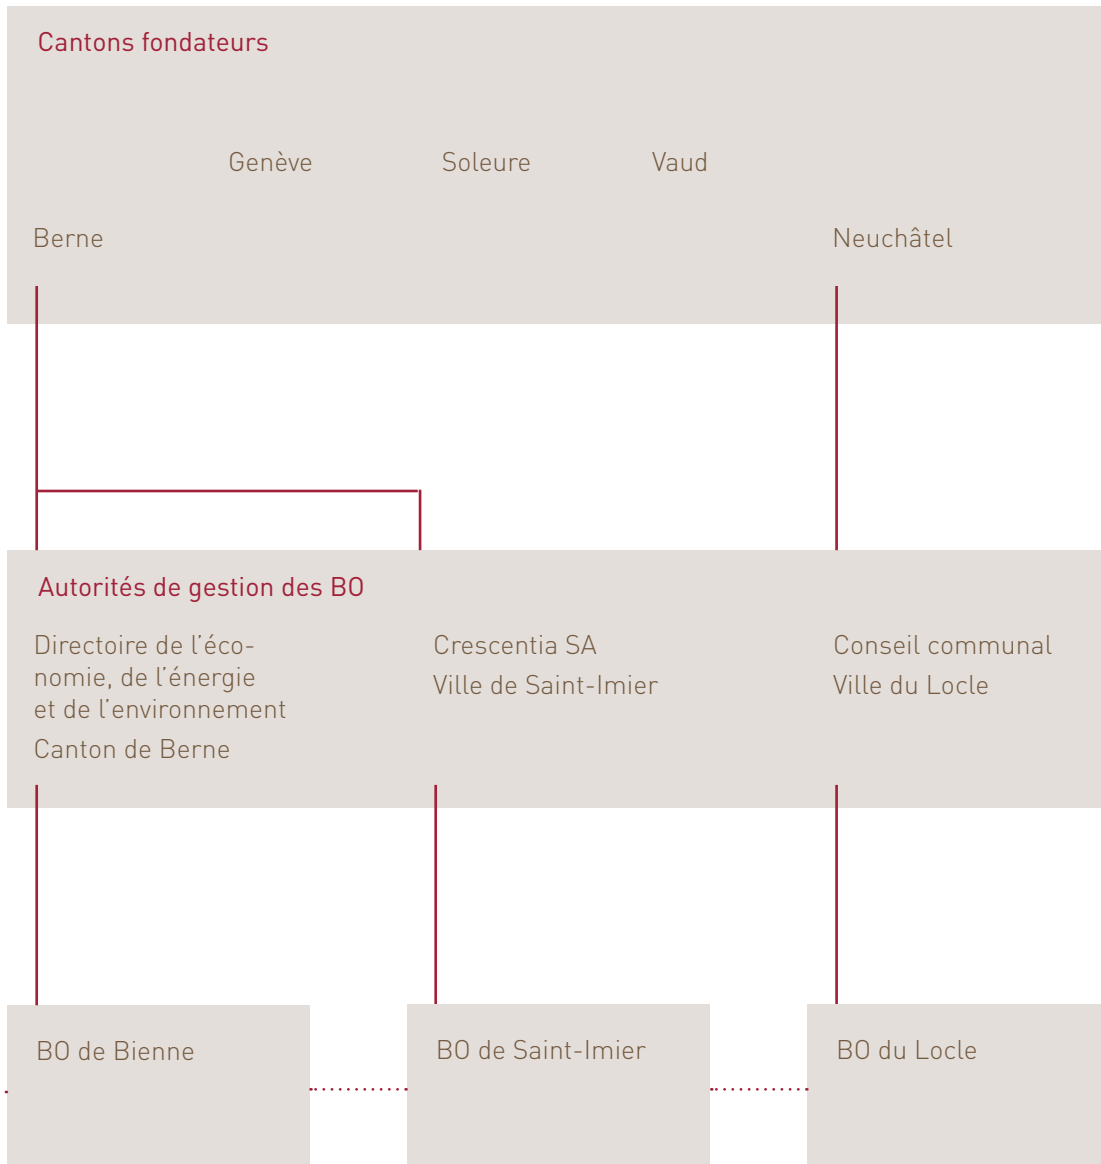 Cantons fondateurs
Genève
Soleure
Vaud
Berne
Neuchâtel
Autorités de gestion des BO
Directoire de l’éco-
nomie, de l’énergie
et de l’environnement
Canton de Berne
Crescentia SA
Ville de Saint-Imier
Conseil communal
Ville du Locle
BO de Bienne
BO de Saint-Imier
BO du Locle